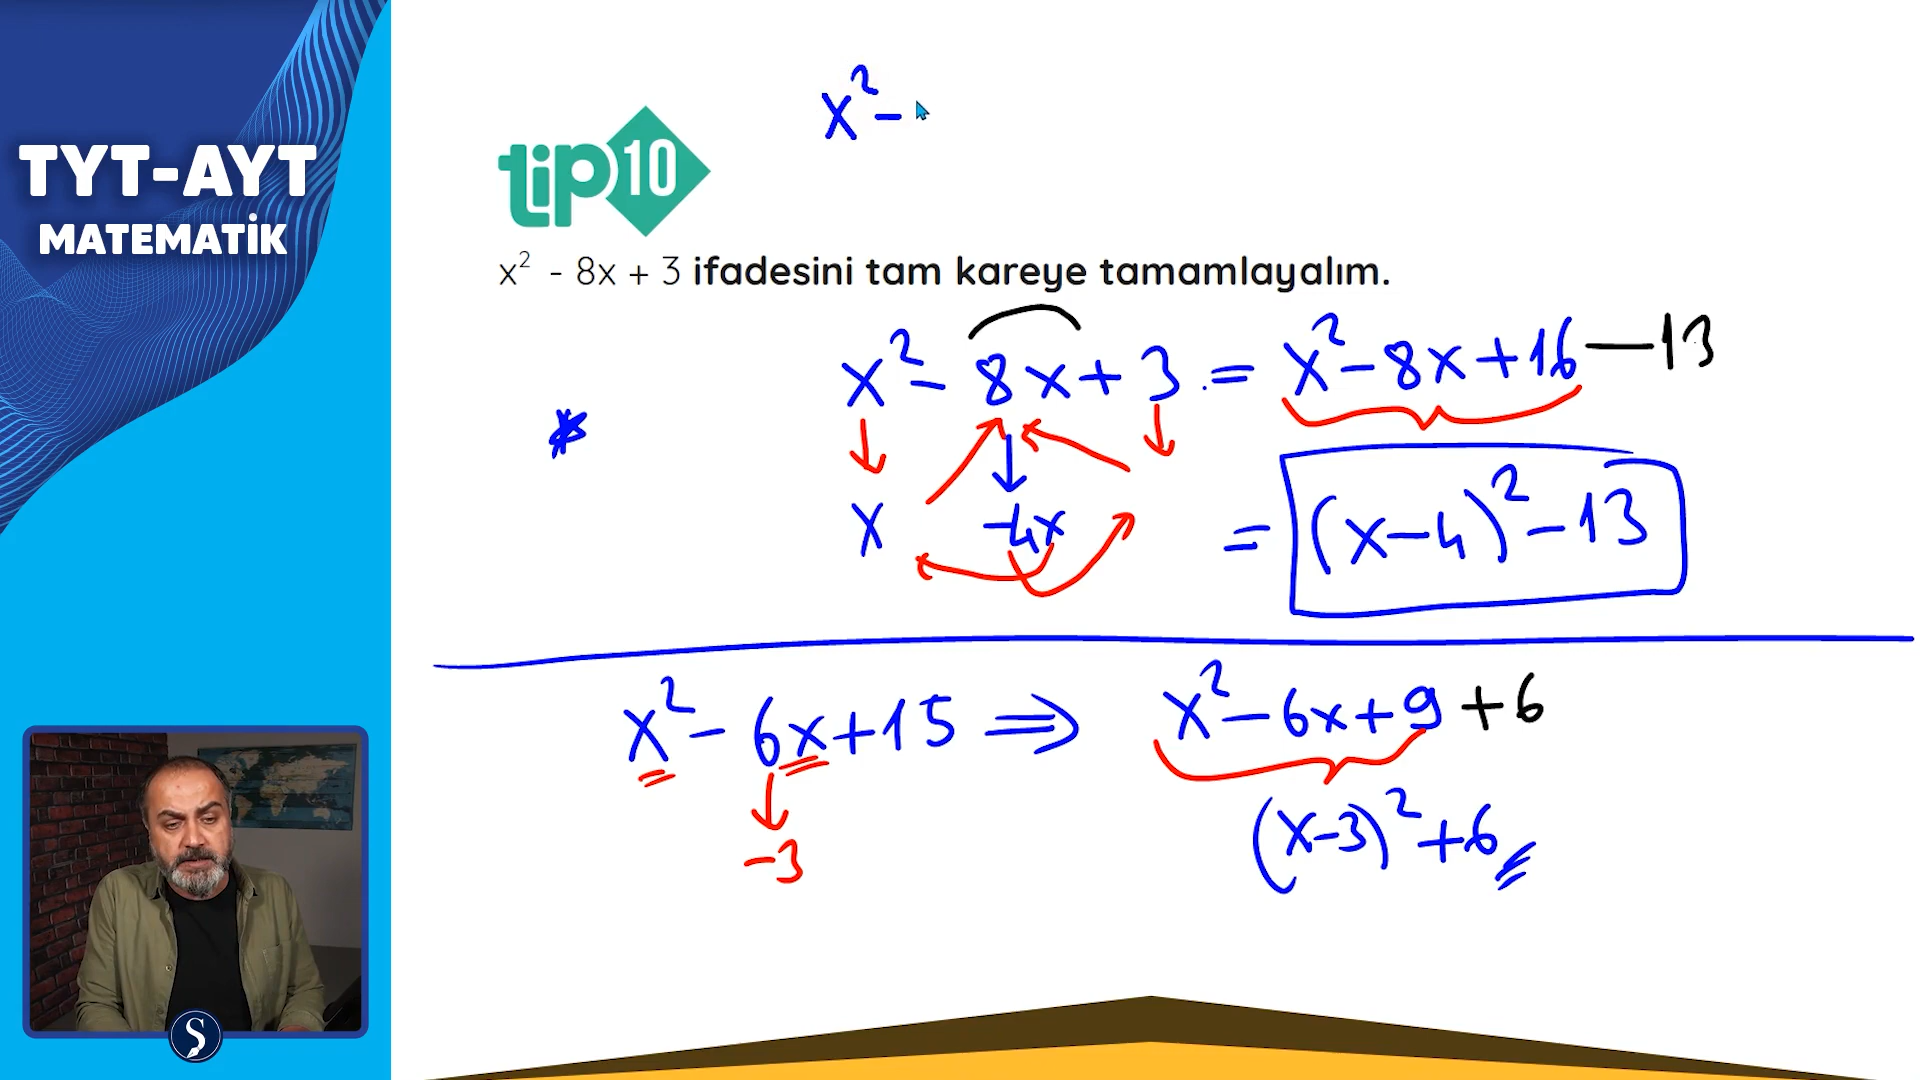 TYT-AYT
MATEMATİK
x² -
tip 10
x² - 8x + 3 ifadesini tam kareye tamamlayalım.
x² - 8x + 3 = x² - 8x + 16 - 13
x -4x
= (x-4)² - 13
x² - 6x + 15 ⇒ x² - 6x + 9 + 6
-3
(x-3)² + 6
Ş